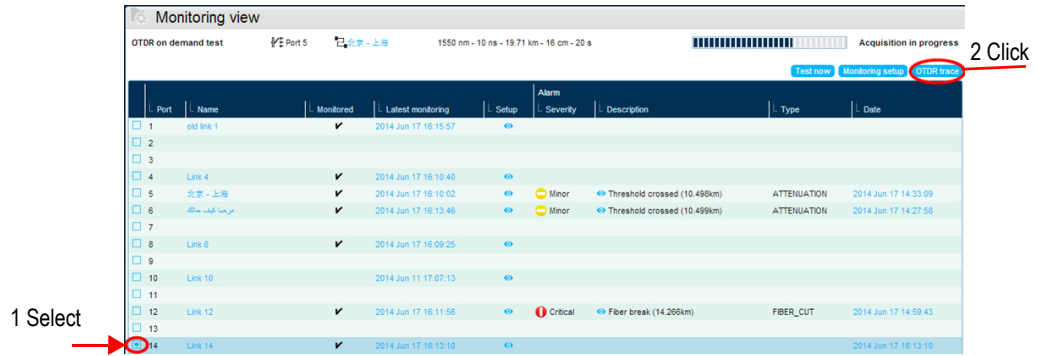 Monitoring view
OTDR on demand test Port 5 北京 - 上海 1550 nm - 10 ns - 19.71 km - 16 cm - 20 s Acquisition in progress
2 Click
Test now Monitoring setup OTDR trace
Alarm
Port Name Monitored Latest monitoring Setup Severity Description Type Date
1 old link 1 2014 Jun 17 16:15:57
2
3
4 Link 4 2014 Jun 17 16:10:40
5 北京 - 上海 2014 Jun 17 16:10:02 Minor Threshold crossed (10.498km) ATTENUATION 2014 Jun 17 14:33:09
6 مرحبا كيف حالك 2014 Jun 17 16:13:46 Minor Threshold crossed (10.499km) ATTENUATION 2014 Jun 17 14:27:58
7
8 Link 8 2014 Jun 17 16:09:25
9
10 Link 10 2014 Jun 11 17:07:13
11
12 Link 12 2014 Jun 17 16:11:56 Critical Fiber break (14.266km) FIBER_CUT 2014 Jun 17 14:59:43
1 Select
13
14 Link 14 2014 Jun 17 16:13:10 2014 Jun 17 16:13:10